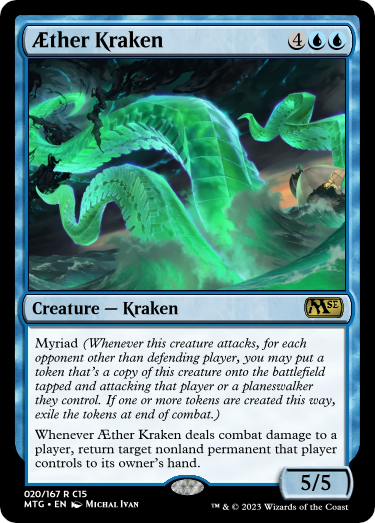 Æther Kraken 4
Creature — Kraken MSE
Myriad (Whenever this creature attacks, for each
opponent other than defending player, you may put a
token that's a copy of this creature onto the battlefield
tapped and attacking that player or a planeswalker
they control. If one or more tokens are created this way,
exile the tokens at end of combat.)
Whenever Æther Kraken deals combat damage to a
player, return target nonland permanent that player
controls to its owner's hand.
5/5
020/167 R C15
MTG • EN Michal Ivan
™ & © 2023 Wizards of the Coast